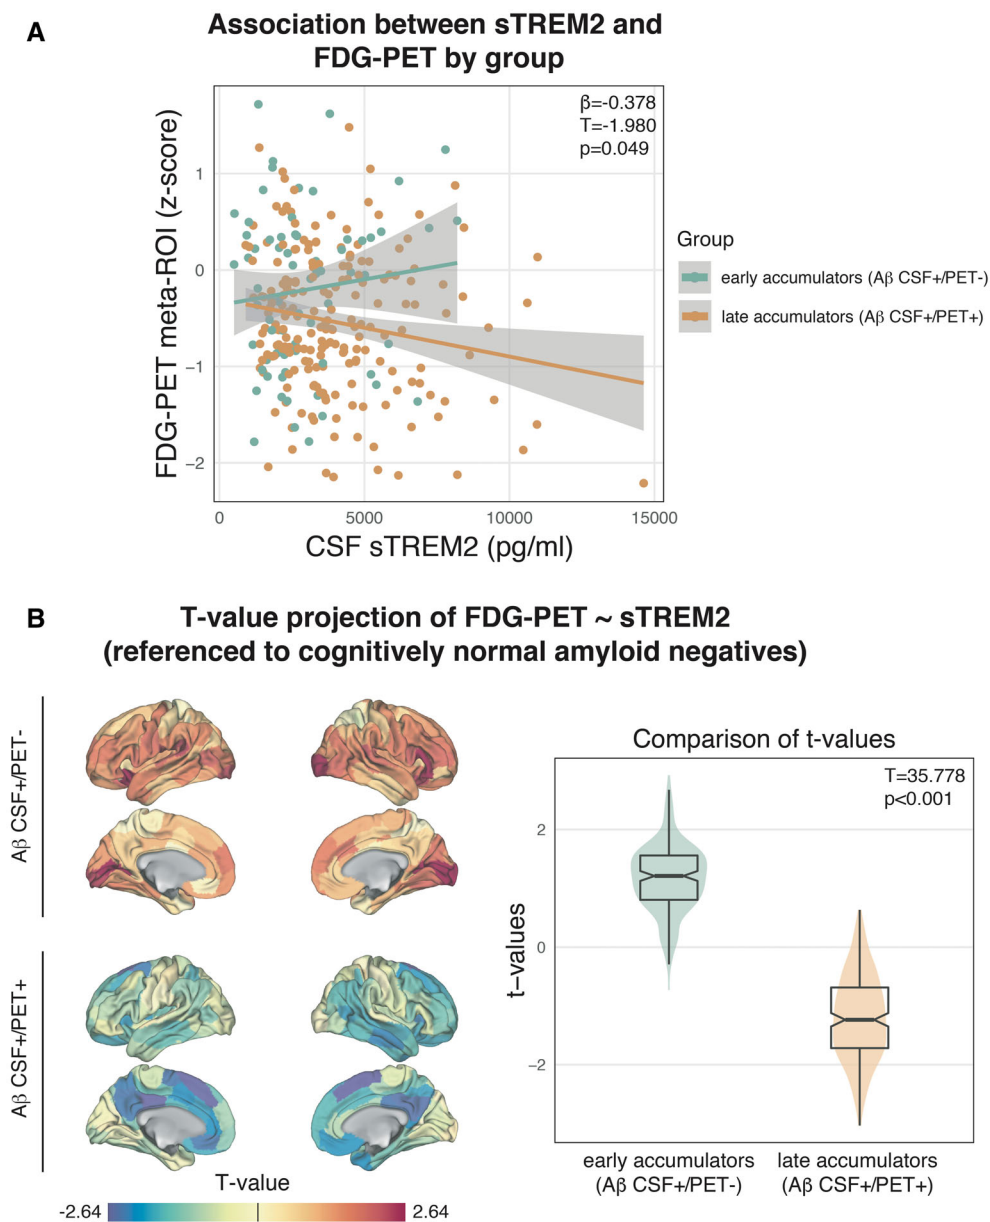 A
Association between sTREM2 and
FDG-PET by group
FDG-PET meta-ROI (z-score)
1
0
−1
−2
β=-0.378
T=-1.980
p=0.049
0
5000
10000
15000
CSF sTREM2 (pg/ml)
Group
early accumulators (Aβ CSF+/PET-)
late accumulators (Aβ CSF+/PET+)
B
T-value projection of FDG-PET ~ sTREM2
(referenced to cognitively normal amyloid negatives)
Aβ CSF+/PET-
Aβ CSF+/PET+
T-value
-2.64
2.64
Comparison of t-values
T=35.778
p<0.001
t−values
2
0
−2
early accumulators
(Aβ CSF+/PET-)
late accumulators
(Aβ CSF+/PET+)